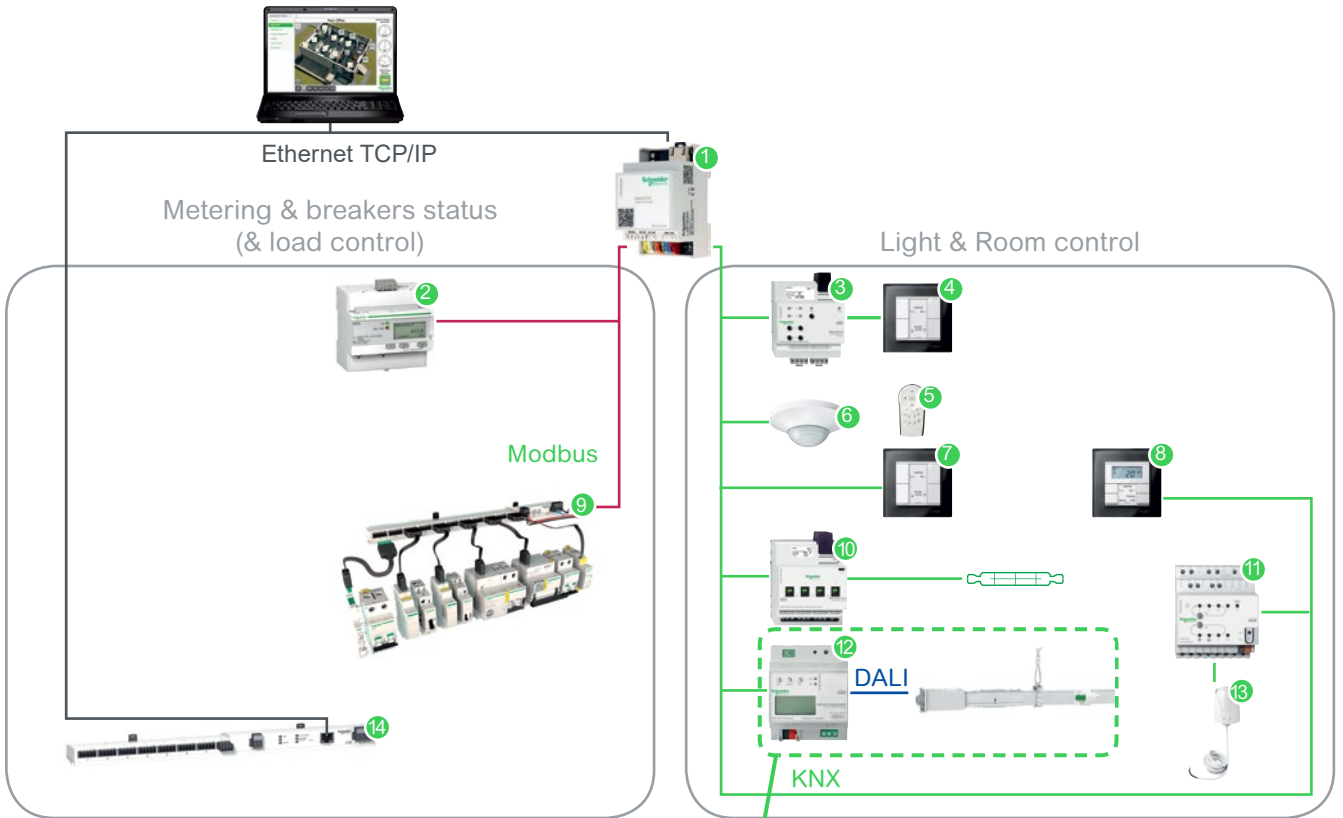 Ethernet TCP/IP
1
Metering & breakers status
(& load control)
Light & Room control
2
3
4
5
6
7
8
Modbus
9
10
11
12
DALI
13
14
KNX
Schneider